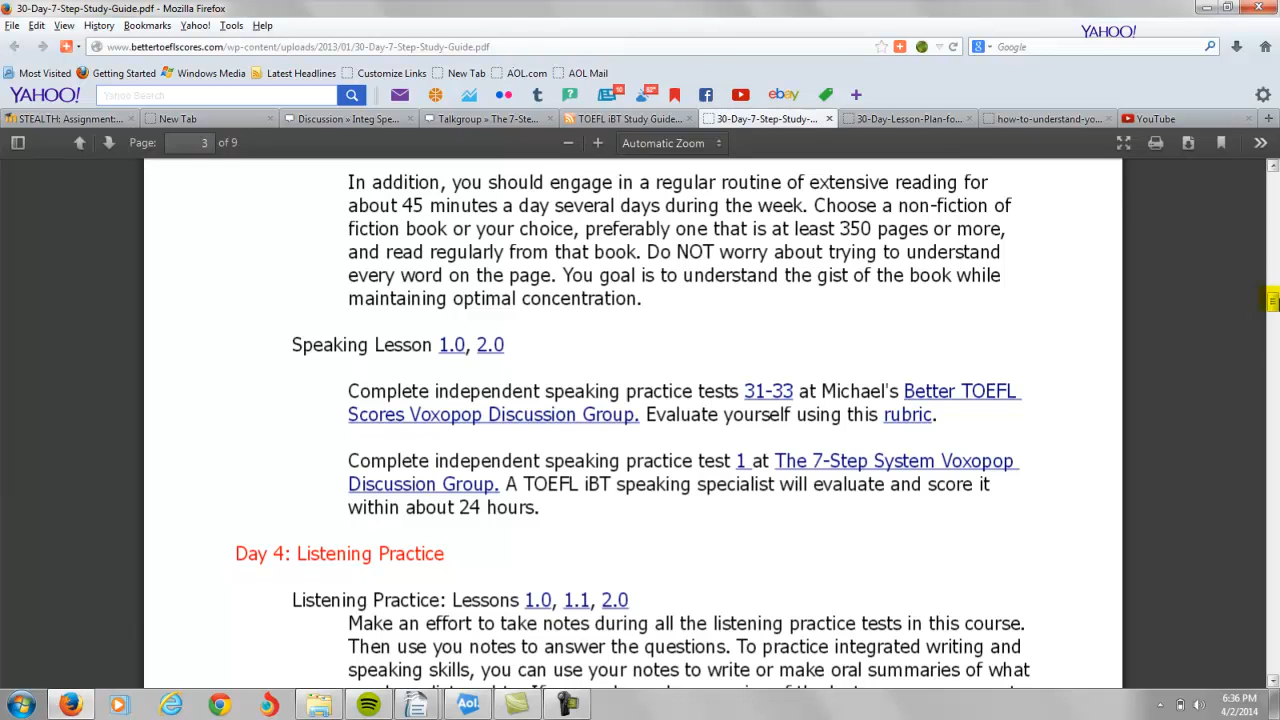 30-Day-7-Step-Study-Guide.pdf - Mozilla Firefox
File Edit View History Bookmarks Yahoo! Tools Help
YAHOO!
www.bettertoeflscores.com/wp-content/uploads/2013/01/30-Day-7-Step-Study-Guide.pdf
Google
Most Visited Getting Started Windows Media Latest Headlines Customize Links New Tab AOL.com AOL Mail
YAHOO! Yahoo Search ebay
STEALTH: Assignment:... New Tab Discussion » Integ Spe... Talkgroup » The 7-Ste... TOEFL iBT Study Guide... 30-Day-7-Step-Study-... 30-Day-Lesson-Plan-fo... how-to-understand-yo... YouTube
Page: 3 of 9 Automatic Zoom
In addition, you should engage in a regular routine of extensive reading for
about 45 minutes a day several days during the week. Choose a non-fiction of
fiction book or your choice, preferably one that is at least 350 pages or more,
and read regularly from that book. Do NOT worry about trying to understand
every word on the page. You goal is to understand the gist of the book while
maintaining optimal concentration.
Speaking Lesson 1.0, 2.0
Complete independent speaking practice tests 31-33 at Michael's Better TOEFL
Scores Voxopop Discussion Group. Evaluate yourself using this rubric.
Complete independent speaking practice test 1 at The 7-Step System Voxopop
Discussion Group. A TOEFL iBT speaking specialist will evaluate and score it
within about 24 hours.
Day 4: Listening Practice
Listening Practice: Lessons 1.0, 1.1, 2.0
Make an effort to take notes during all the listening practice tests in this course.
Then use you notes to answer the questions. To practice integrated writing and
speaking skills, you can use your notes to write or make oral summaries of what
Aol.
6:36 PM
4/2/2014